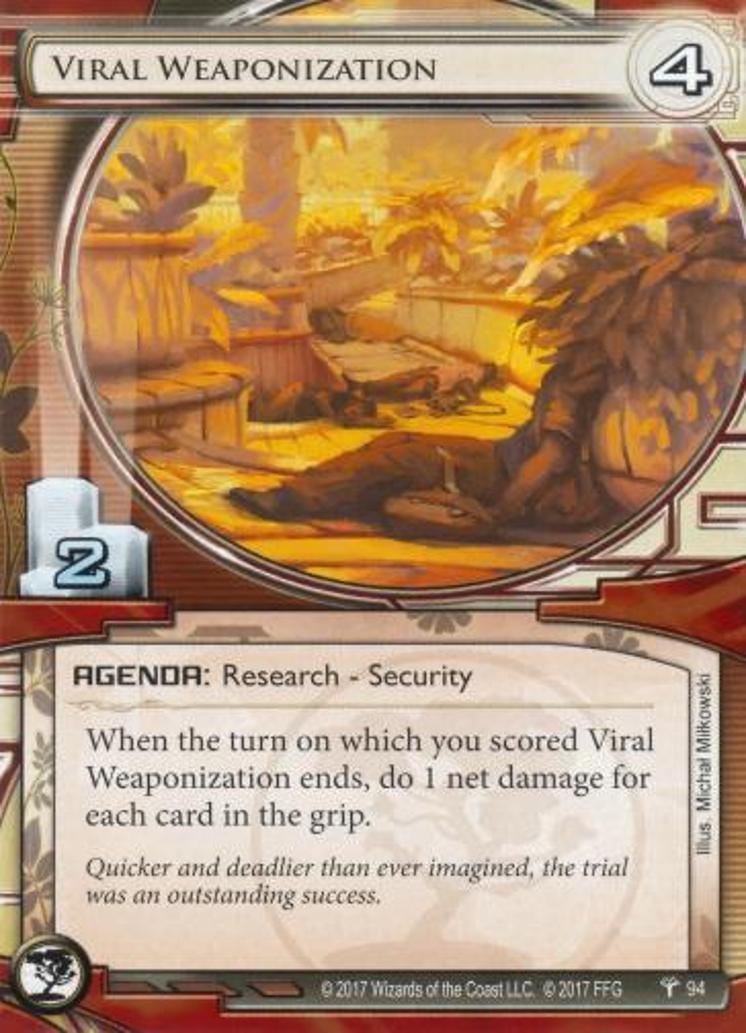 VIRAL WEAPONIZATION
4
2
AGENDA: Research - Security
When the turn on which you scored Viral
Weaponization ends, do 1 net damage for
each card in the grip.
Quicker and deadlier than ever imagined, the trial
was an outstanding success.
Illus. Michał Miłkowski
© 2017 Wizards of the Coast LLC. © 2017 FFG
94